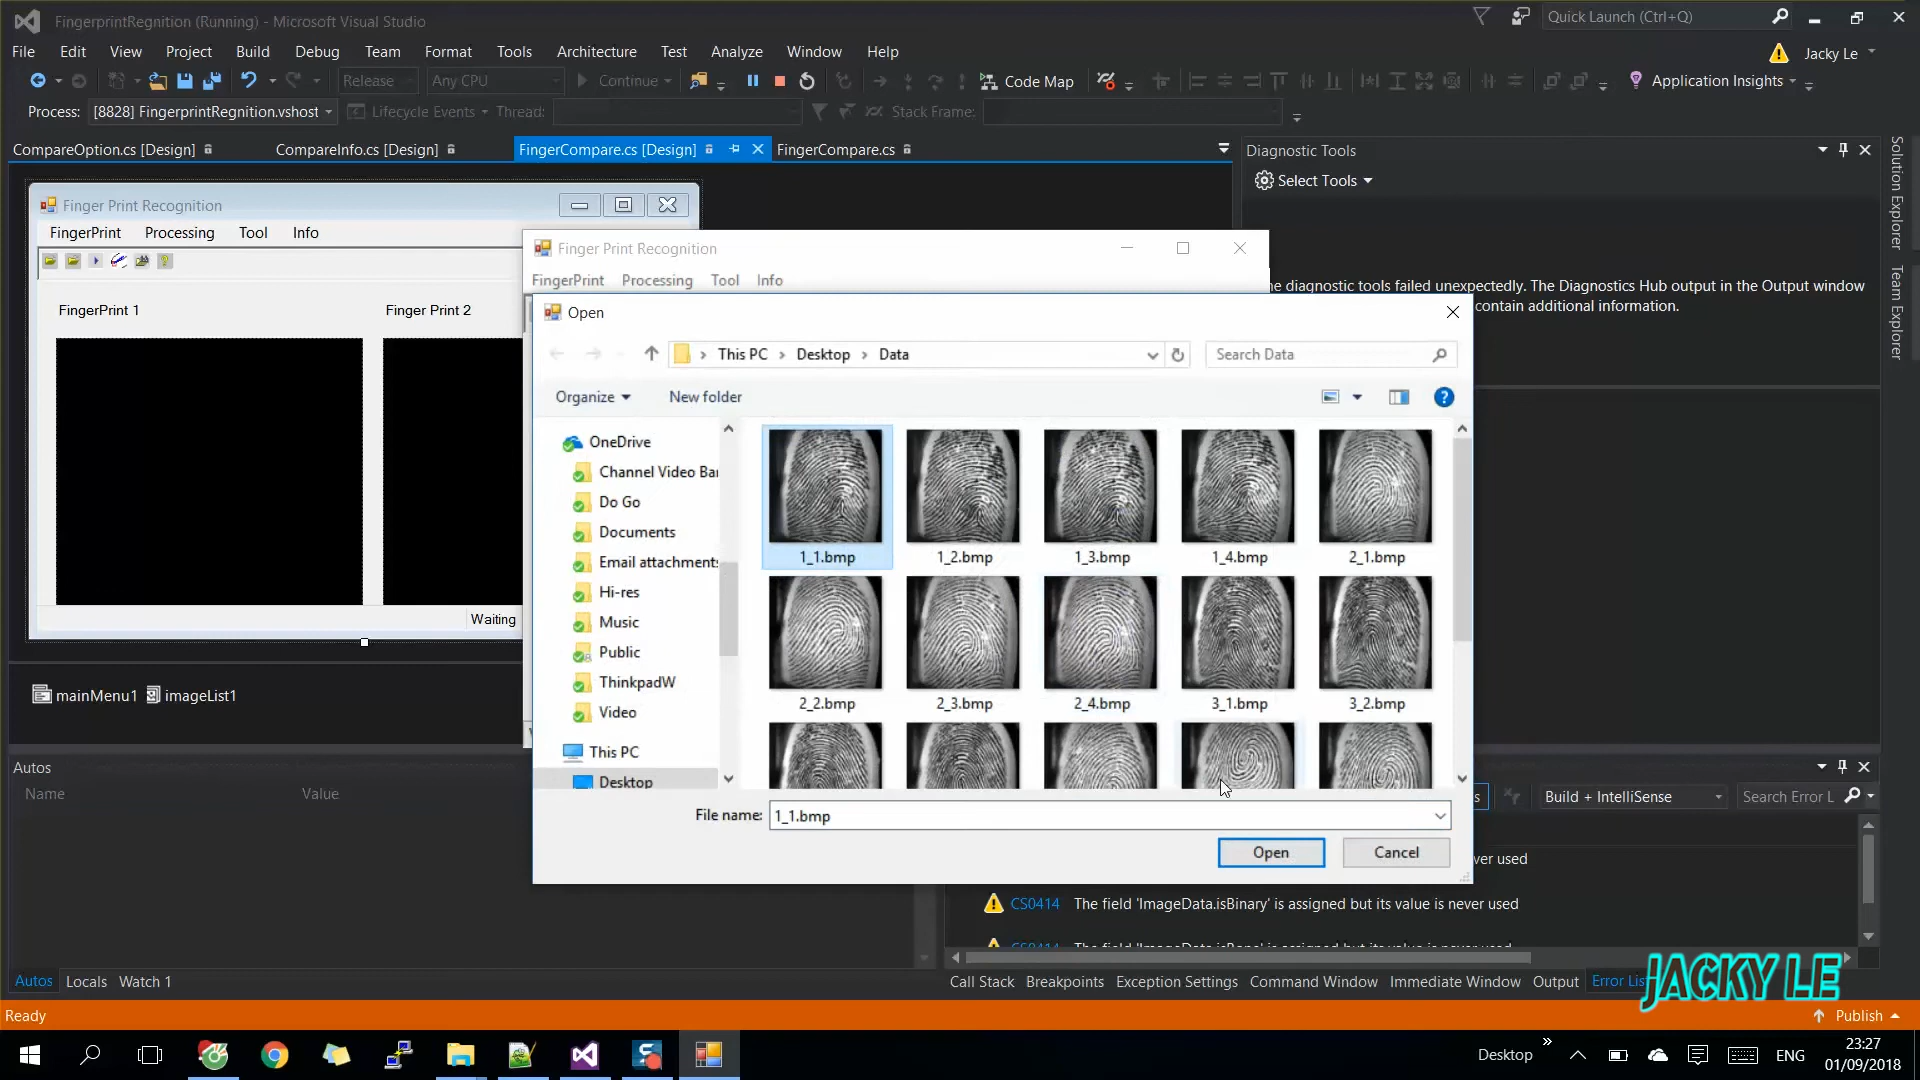 FingerprintRegnition (Running) - Microsoft Visual Studio
Quick Launch (Ctrl+Q)
File Edit View Project Build Debug Team Format Tools Architecture Test Analyze Window Help
Jacky Le
Release Any CPU Continue Code Map Application Insights
Process: [8828] FingerprintRegnition.vshost Lifecycle Events Thread: Stack Frame:
CompareOption.cs [Design] CompareInfo.cs [Design] FingerCompare.cs [Design] FingerCompare.cs
Diagnostic Tools
Select Tools
Solution Explorer
Team Explorer
Finger Print Recognition
FingerPrint Processing Tool Info
FingerPrint 1 Finger Print 2
Waiting
Finger Print Recognition
FingerPrint Processing Tool Info
he diagnostic tools failed unexpectedly. The Diagnostics Hub output in the Output window
contain additional information.
Open
This PC Desktop Data
Search Data
Organize New folder
OneDrive
Channel Video Bar
Do Go
Documents
Email attachments
Hi-res
Music
Public
ThinkpadW
Video
This PC
Desktop
1_1.bmp 1_2.bmp 1_3.bmp 1_4.bmp 2_1.bmp
2_2.bmp 2_3.bmp 2_4.bmp 3_1.bmp 3_2.bmp
File name: 1_1.bmp
Open Cancel
mainMenu1 imageList1
Autos
Name Value
s Build + IntelliSense Search Error L
ver used
CS0414 The field 'ImageData.isBinary' is assigned but its value is never used
Autos Locals Watch 1
Call Stack Breakpoints Exception Settings Command Window Immediate Window Output Error List
JACKY LE
Ready
Publish
Desktop
ENG
23:27
01/09/2018